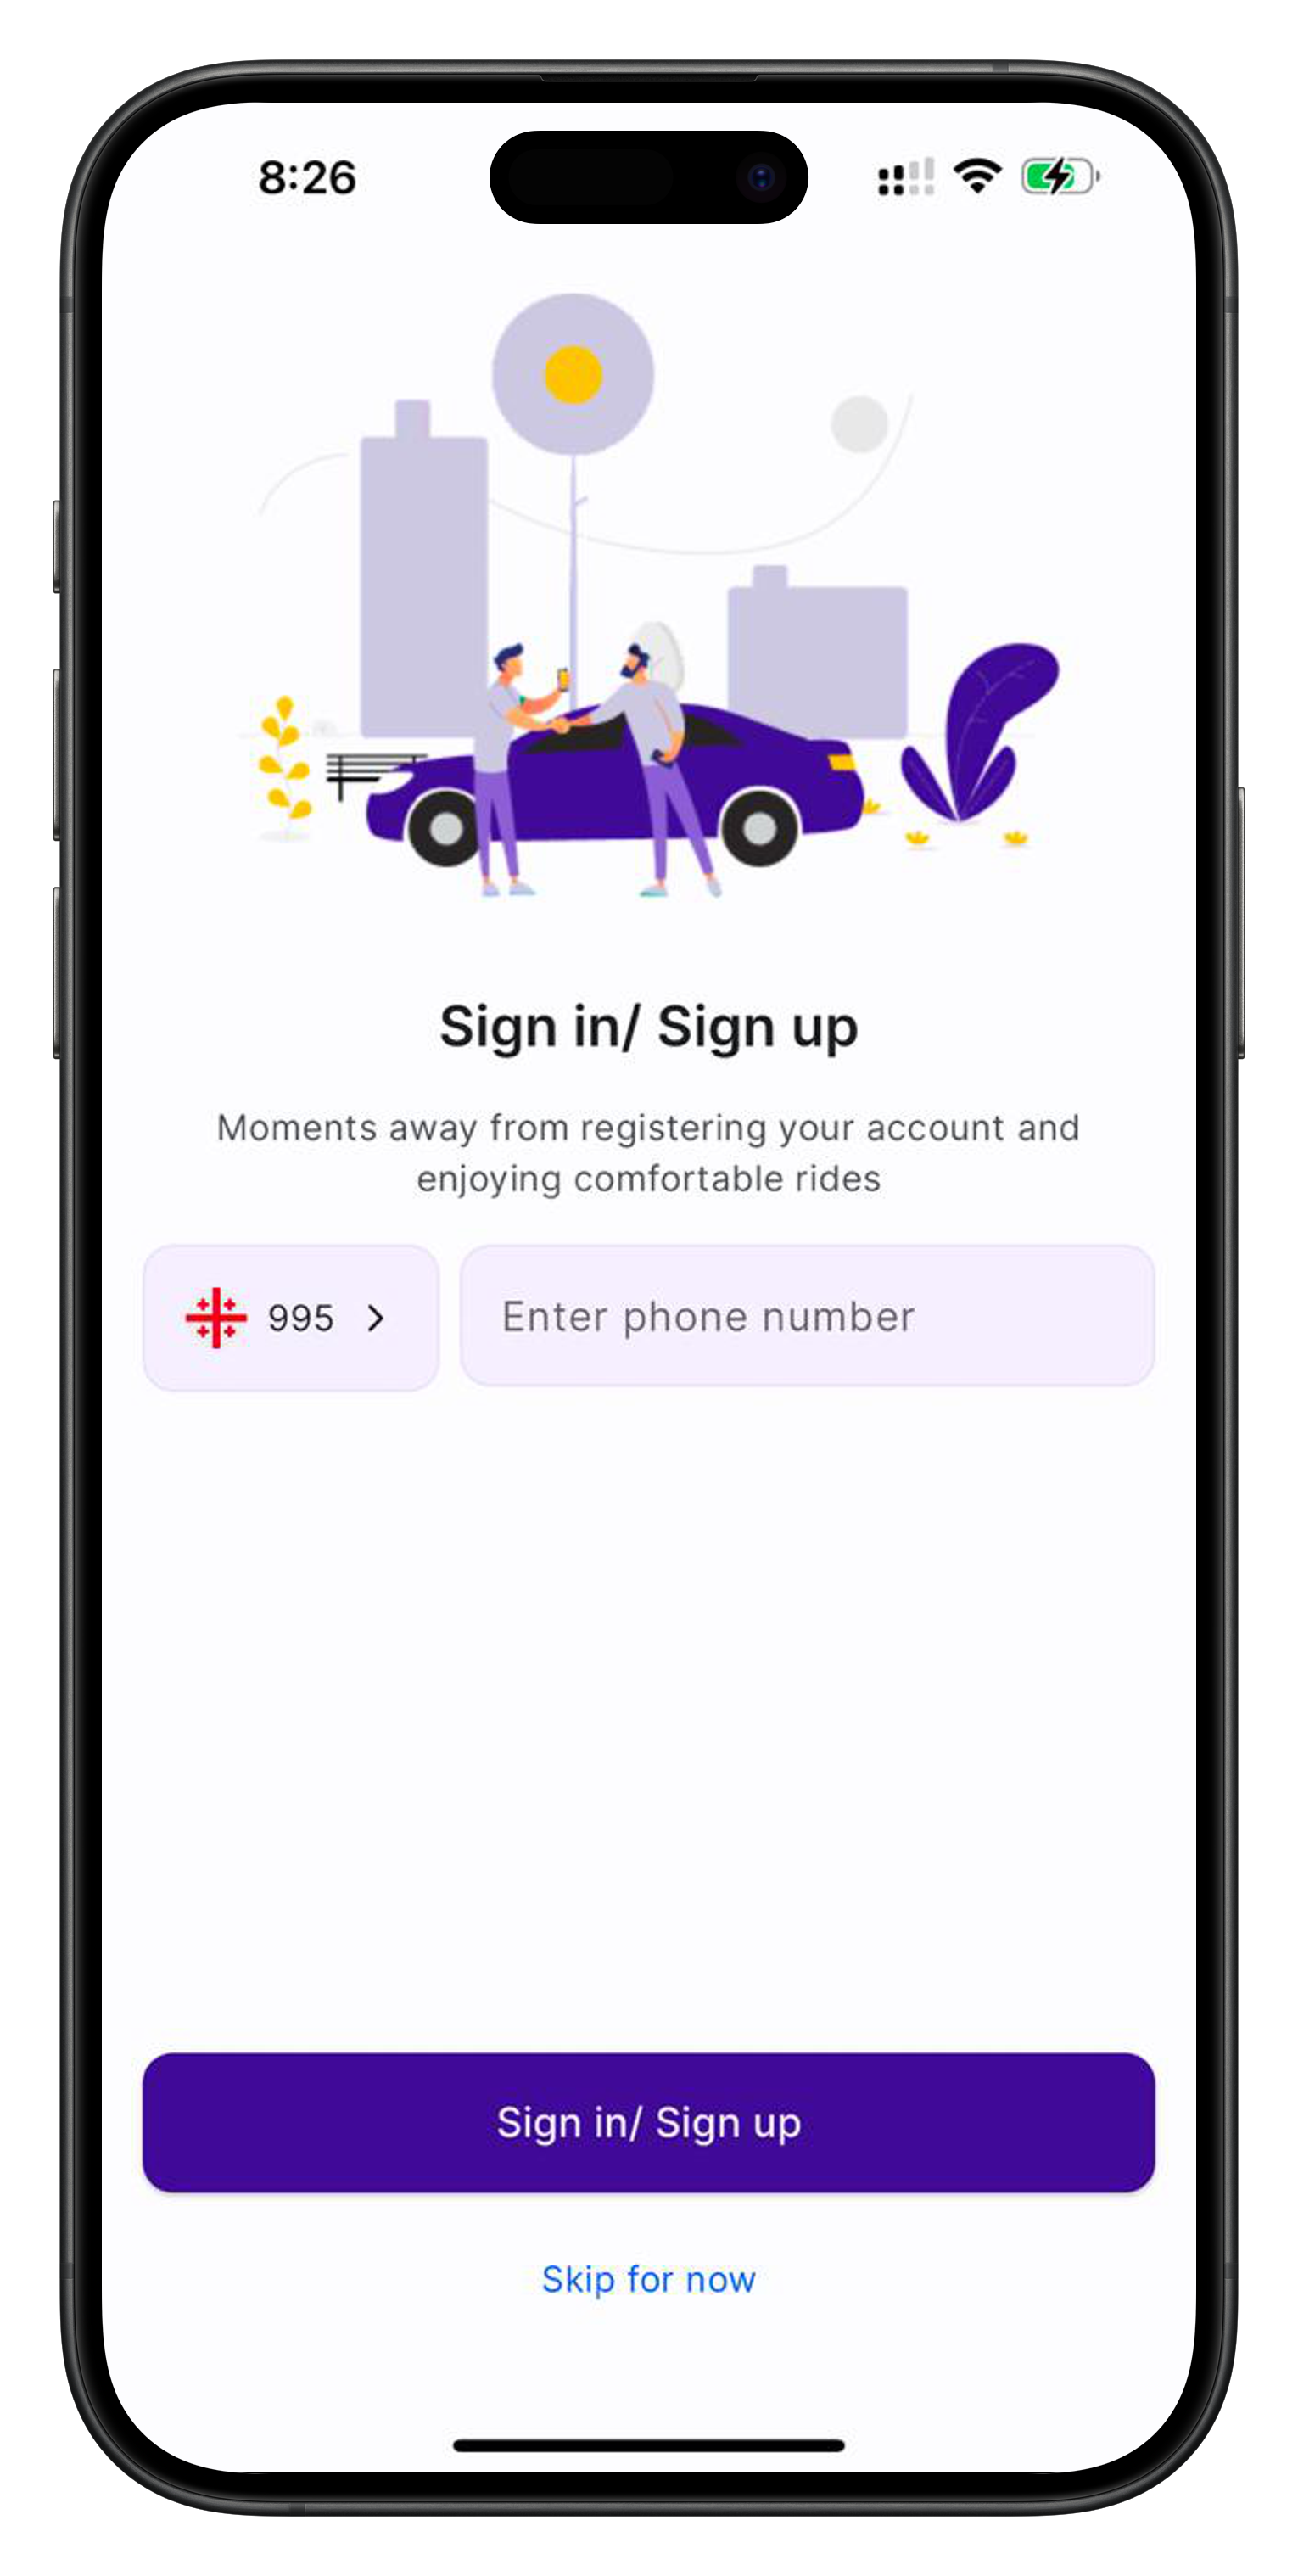 8:26
Sign in/ Sign up
Moments away from registering your account and
enjoying comfortable rides
995
Enter phone number
Sign in/ Sign up
Skip for now